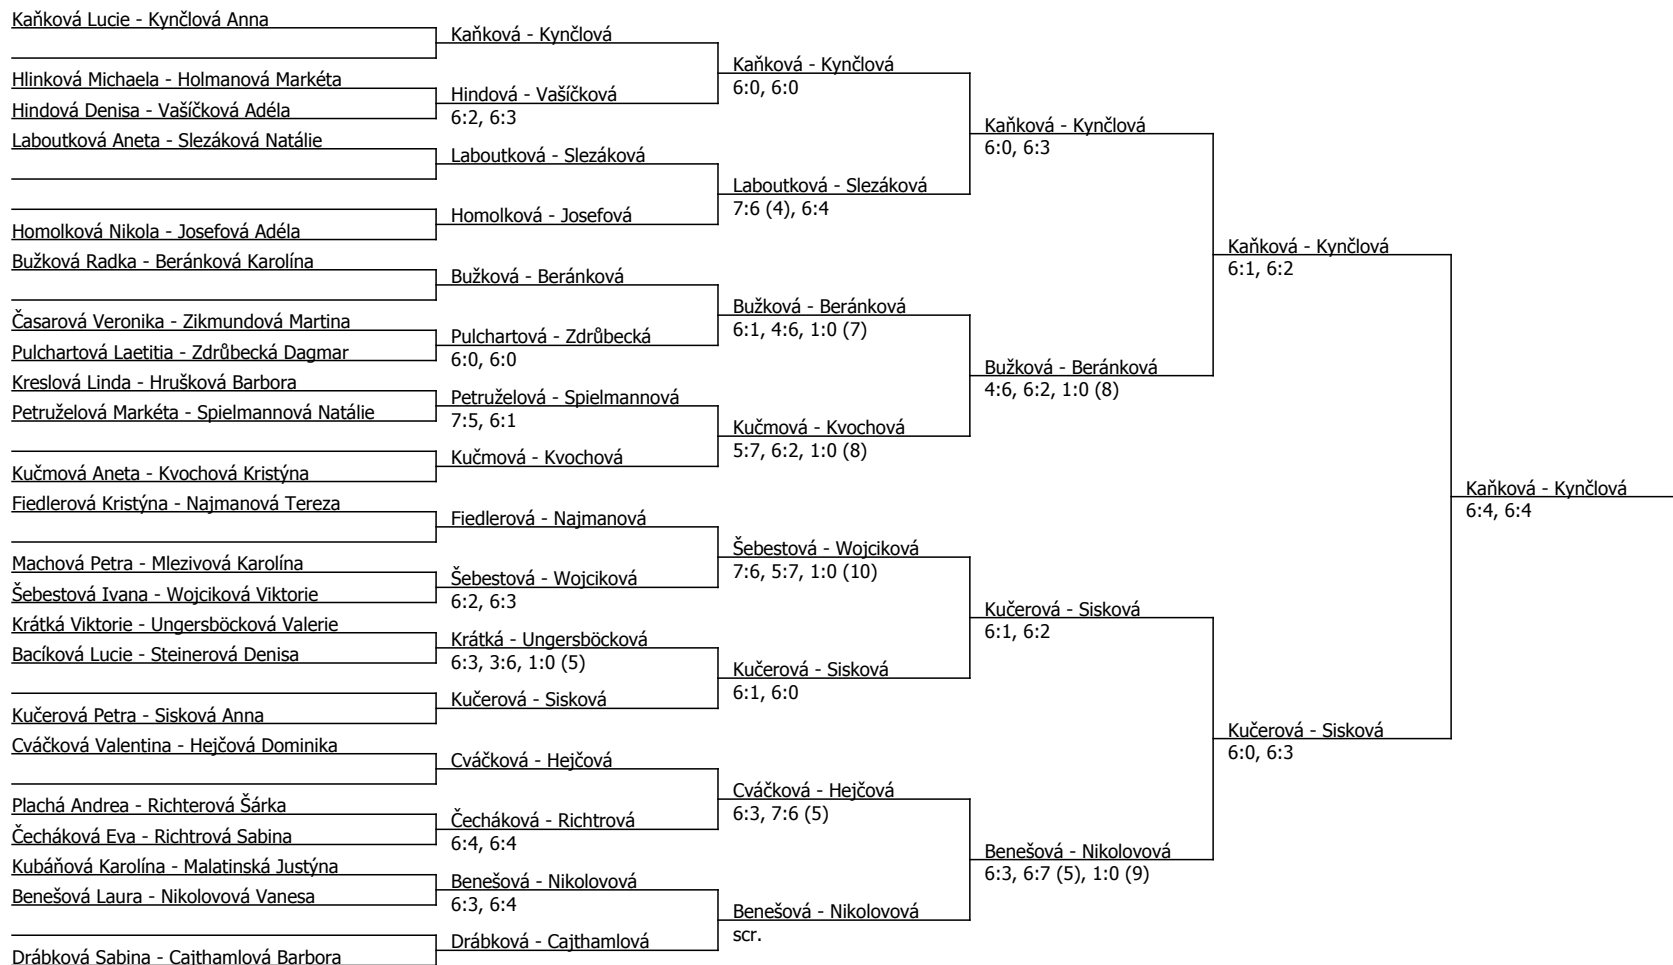 Kaňková Lucie - Kynčlová Anna
Hlinková Michaela - Holmanová Markéta
Hindová Denisa - Vašíčková Adéla
Laboutková Aneta - Slezáková Natálie
Homolková Nikola - Josefová Adéla
Bužková Radka - Beránková Karolína
Časarová Veronika - Zikmundová Martina
Pulchartová Laetitia - Zdrůbecká Dagmar
Kreslová Linda - Hrušková Barbora
Petruželová Markéta - Spielmannová Natálie
Kučmová Aneta - Kvochová Kristýna
Fiedlerová Kristýna - Najmanová Tereza
Machová Petra - Mlezivová Karolína
Šebestová Ivana - Wojciková Viktorie
Krátká Viktorie - Ungersböcková Valerie
Bacíková Lucie - Steinerová Denisa
Kučerová Petra - Sisková Anna
Cváčková Valentina - Hejčová Dominika
Plachá Andrea - Richterová Šárka
Čecháková Eva - Richtrová Sabina
Kubáňová Karolína - Malatinská Justýna
Benešová Laura - Nikolovová Vanesa
Drábková Sabina - Cajthamlová Barbora
Kaňková - Kynčlová
Hindová - Vašíčková
6:2, 6:3
Laboutková - Slezáková
Homolková - Josefová
Bužková - Beránková
Pulchartová - Zdrůbecká
6:0, 6:0
Petruželová - Spielmannová
7:5, 6:1
Kučmová - Kvochová
Fiedlerová - Najmanová
Šebestová - Wojciková
6:2, 6:3
Krátká - Ungersböcková
6:3, 3:6, 1:0 (5)
Kučerová - Sisková
Cváčková - Hejčová
Čecháková - Richtrová
6:4, 6:4
Benešová - Nikolovová
6:3, 6:4
Drábková - Cajthamlová
Kaňková - Kynčlová
6:0, 6:0
Laboutková - Slezáková
7:6 (4), 6:4
Bužková - Beránková
6:1, 4:6, 1:0 (7)
Kučmová - Kvochová
5:7, 6:2, 1:0 (8)
Šebestová - Wojciková
7:6, 5:7, 1:0 (10)
Kučerová - Sisková
6:1, 6:0
Cváčková - Hejčová
6:3, 7:6 (5)
Benešová - Nikolovová
scr.
Kaňková - Kynčlová
6:0, 6:3
Bužková - Beránková
4:6, 6:2, 1:0 (8)
Kučerová - Sisková
6:1, 6:2
Benešová - Nikolovová
6:3, 6:7 (5), 1:0 (9)
Kaňková - Kynčlová
6:1, 6:2
Kučerová - Sisková
6:0, 6:3
Kaňková - Kynčlová
6:4, 6:4